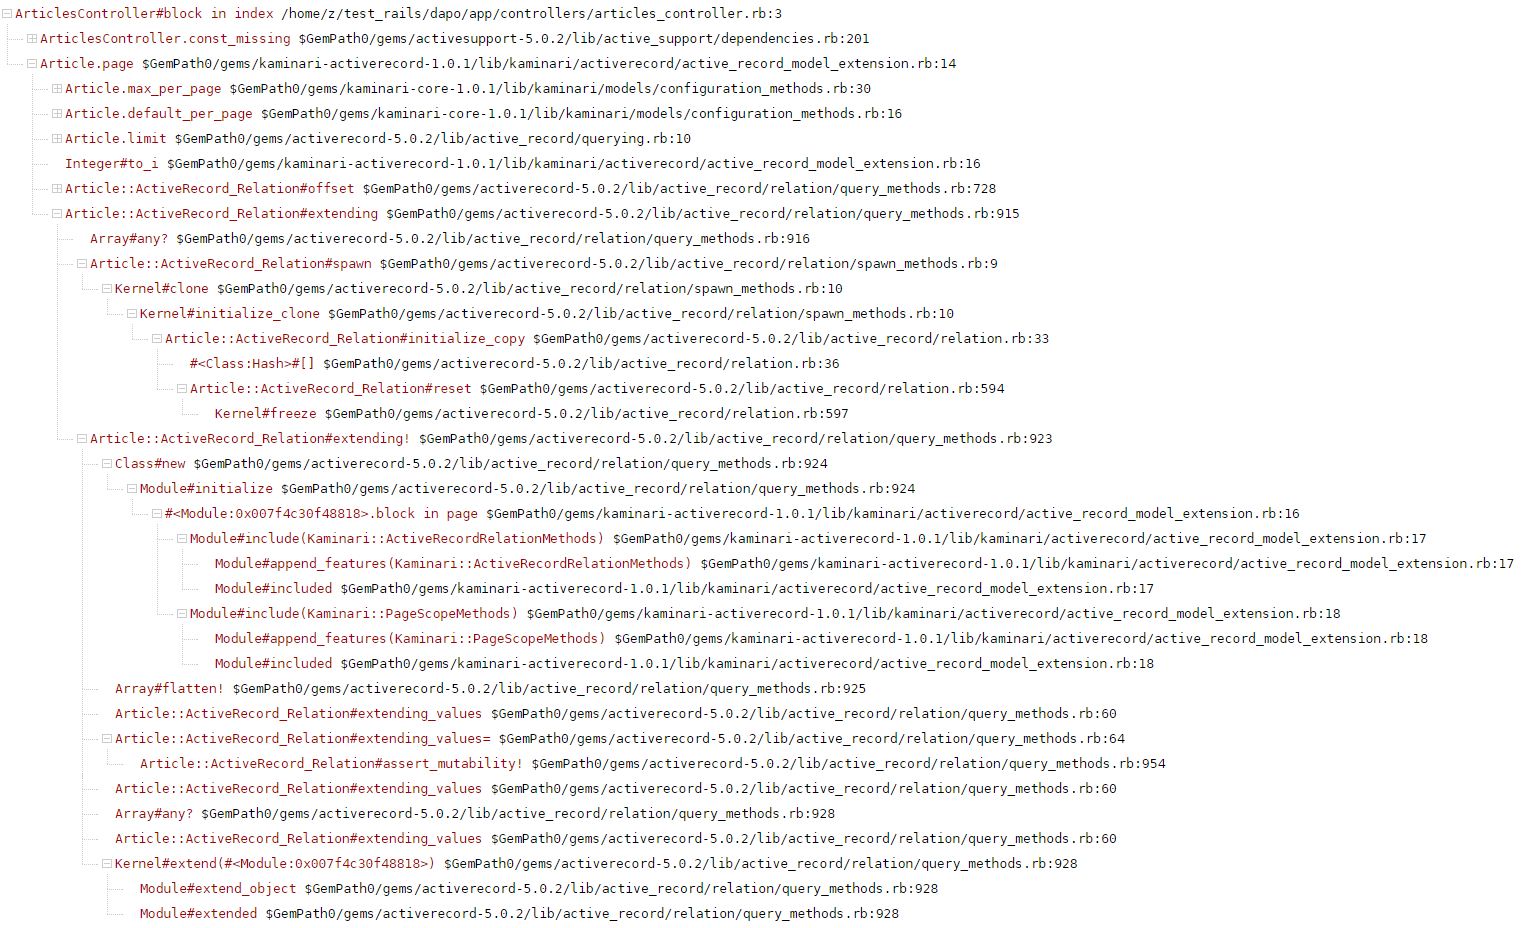 ArticlesController#block in index /home/z/test_rails/dapo/app/controllers/articles_controller.rb:3
ArticlesController.const_missing $GemPath0/gems/activesupport-5.0.2/lib/active_support/dependencies.rb:201
Article.page $GemPath0/gems/kaminari-activerecord-1.0.1/lib/kaminari/activerecord/active_record_model_extension.rb:14
Article.max_per_page $GemPath0/gems/kaminari-core-1.0.1/lib/kaminari/models/configuration_methods.rb:30
Article.default_per_page $GemPath0/gems/kaminari-core-1.0.1/lib/kaminari/models/configuration_methods.rb:16
Article.limit $GemPath0/gems/activerecord-5.0.2/lib/active_record/querying.rb:10
Integer#to_i $GemPath0/gems/kaminari-activerecord-1.0.1/lib/kaminari/activerecord/active_record_model_extension.rb:16
Article::ActiveRecord_Relation#offset $GemPath0/gems/activerecord-5.0.2/lib/active_record/relation/query_methods.rb:728
Article::ActiveRecord_Relation#extending $GemPath0/gems/activerecord-5.0.2/lib/active_record/relation/query_methods.rb:915
Array#any? $GemPath0/gems/activerecord-5.0.2/lib/active_record/relation/query_methods.rb:916
Article::ActiveRecord_Relation#spawn $GemPath0/gems/activerecord-5.0.2/lib/active_record/relation/spawn_methods.rb:9
Kernel#clone $GemPath0/gems/activerecord-5.0.2/lib/active_record/relation/spawn_methods.rb:10
Kernel#initialize_clone $GemPath0/gems/activerecord-5.0.2/lib/active_record/relation/spawn_methods.rb:10
Article::ActiveRecord_Relation#initialize_copy $GemPath0/gems/activerecord-5.0.2/lib/active_record/relation.rb:33
#<Class:Hash>#[] $GemPath0/gems/activerecord-5.0.2/lib/active_record/relation.rb:36
Article::ActiveRecord_Relation#reset $GemPath0/gems/activerecord-5.0.2/lib/active_record/relation.rb:594
Kernel#freeze $GemPath0/gems/activerecord-5.0.2/lib/active_record/relation.rb:597
Article::ActiveRecord_Relation#extending! $GemPath0/gems/activerecord-5.0.2/lib/active_record/relation/query_methods.rb:923
Class#new $GemPath0/gems/activerecord-5.0.2/lib/active_record/relation/query_methods.rb:924
Module#initialize $GemPath0/gems/activerecord-5.0.2/lib/active_record/relation/query_methods.rb:924
#<Module:0x007f4c30f48818>.block in page $GemPath0/gems/kaminari-activerecord-1.0.1/lib/kaminari/activerecord/active_record_model_extension.rb:16
Module#include(Kaminari::ActiveRecordRelationMethods) $GemPath0/gems/kaminari-activerecord-1.0.1/lib/kaminari/activerecord/active_record_model_extension.rb:17
Module#append_features(Kaminari::ActiveRecordRelationMethods) $GemPath0/gems/kaminari-activerecord-1.0.1/lib/kaminari/activerecord/active_record_model_extension.rb:17
Module#included $GemPath0/gems/kaminari-activerecord-1.0.1/lib/kaminari/activerecord/active_record_model_extension.rb:17
Module#include(Kaminari::PageScopeMethods) $GemPath0/gems/kaminari-activerecord-1.0.1/lib/kaminari/activerecord/active_record_model_extension.rb:18
Module#append_features(Kaminari::PageScopeMethods) $GemPath0/gems/kaminari-activerecord-1.0.1/lib/kaminari/activerecord/active_record_model_extension.rb:18
Module#included $GemPath0/gems/kaminari-activerecord-1.0.1/lib/kaminari/activerecord/active_record_model_extension.rb:18
Array#flatten! $GemPath0/gems/activerecord-5.0.2/lib/active_record/relation/query_methods.rb:925
Article::ActiveRecord_Relation#extending_values $GemPath0/gems/activerecord-5.0.2/lib/active_record/relation/query_methods.rb:60
Article::ActiveRecord_Relation#extending_values= $GemPath0/gems/activerecord-5.0.2/lib/active_record/relation/query_methods.rb:64
Article::ActiveRecord_Relation#assert_mutability! $GemPath0/gems/activerecord-5.0.2/lib/active_record/relation/query_methods.rb:954
Article::ActiveRecord_Relation#extending_values $GemPath0/gems/activerecord-5.0.2/lib/active_record/relation/query_methods.rb:60
Array#any? $GemPath0/gems/activerecord-5.0.2/lib/active_record/relation/query_methods.rb:928
Article::ActiveRecord_Relation#extending_values $GemPath0/gems/activerecord-5.0.2/lib/active_record/relation/query_methods.rb:60
Kernel#extend(#<Module:0x007f4c30f48818>) $GemPath0/gems/activerecord-5.0.2/lib/active_record/relation/query_methods.rb:928
Module#extend_object $GemPath0/gems/activerecord-5.0.2/lib/active_record/relation/query_methods.rb:928
Module#extended $GemPath0/gems/activerecord-5.0.2/lib/active_record/relation/query_methods.rb:928